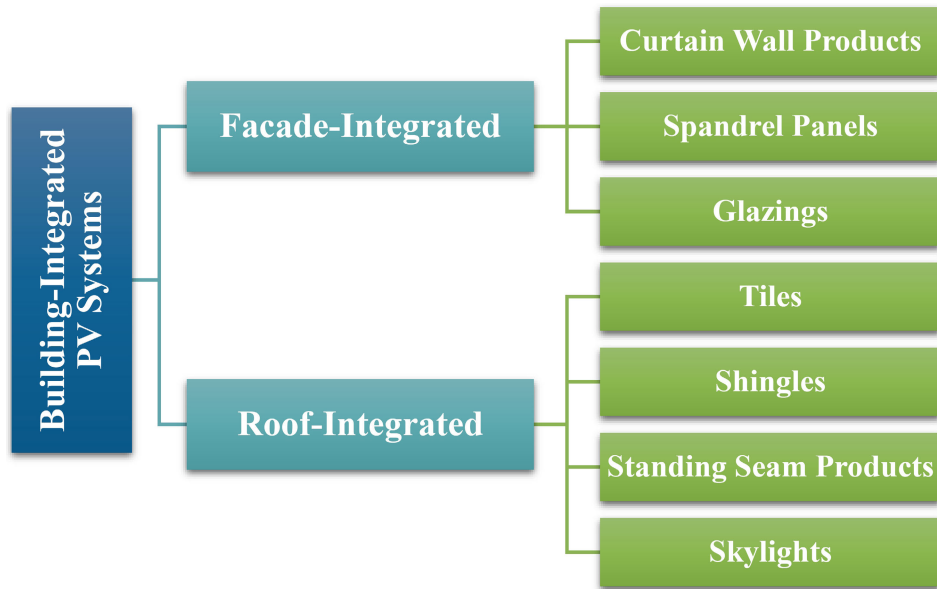 Building-Integrated
PV Systems
Facade-Integrated
Roof-Integrated
Curtain Wall Products
Spandrel Panels
Glazings
Tiles
Shingles
Standing Seam Products
Skylights